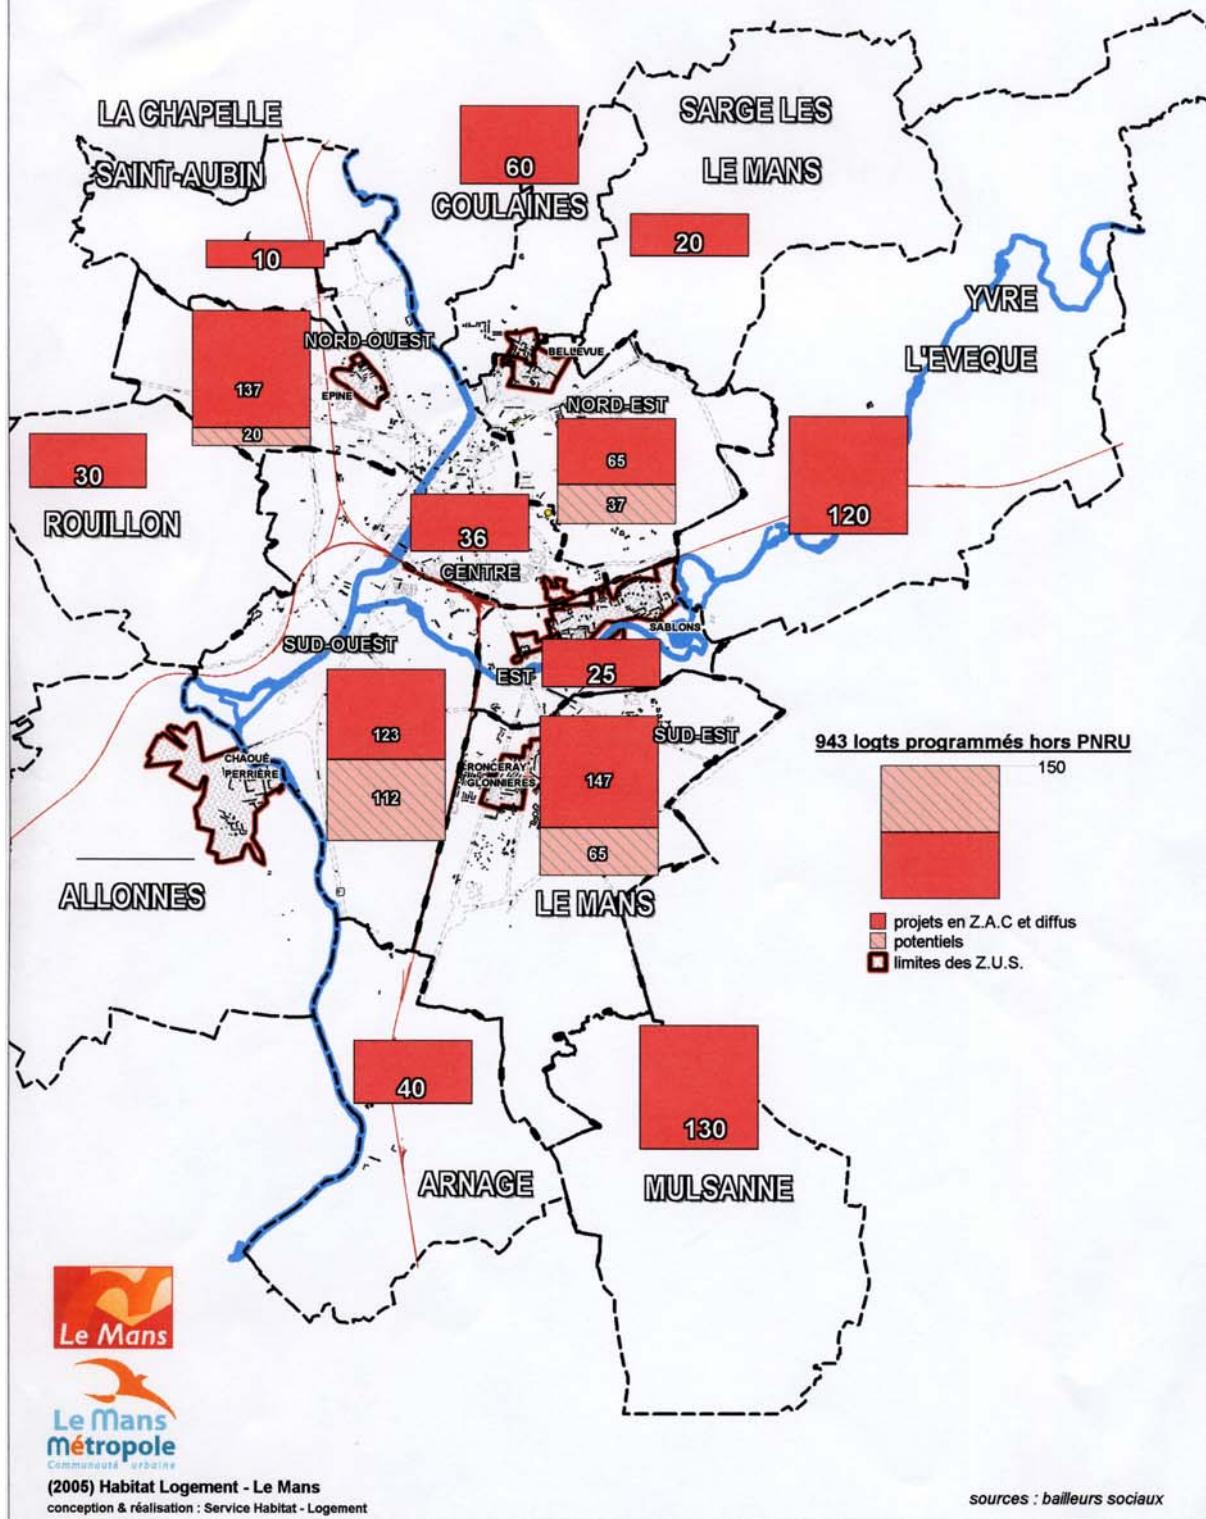 LA CHAPELLE
SAINT-AUBIN
10
60
COULAINES
SARGE LES
LE MANS
20
YVRE
L'EVEQUE
120
NORD-OUEST
EPINE
137
20
BELLEVUE
NORD-EST
65
37
30
ROUILLON
36
CENTRE
SABLONS
SUD-OUEST
EST
25
123
112
CHAOUÉ
PERRIÈRE
SUD-EST
RONCERAY
GLONNIERES
147
65
LE MANS
ALLONNES
943 logts programmés hors PNRU
150
projets en Z.A.C et diffus
potentiels
limites des Z.U.S.
40
ARNAGE
130
MULSANNE
Le Mans
Le Mans
Métropole
Communauté urbaine
(2005) Habitat Logement - Le Mans
conception & réalisation : Service Habitat - Logement
sources : bailleurs sociaux